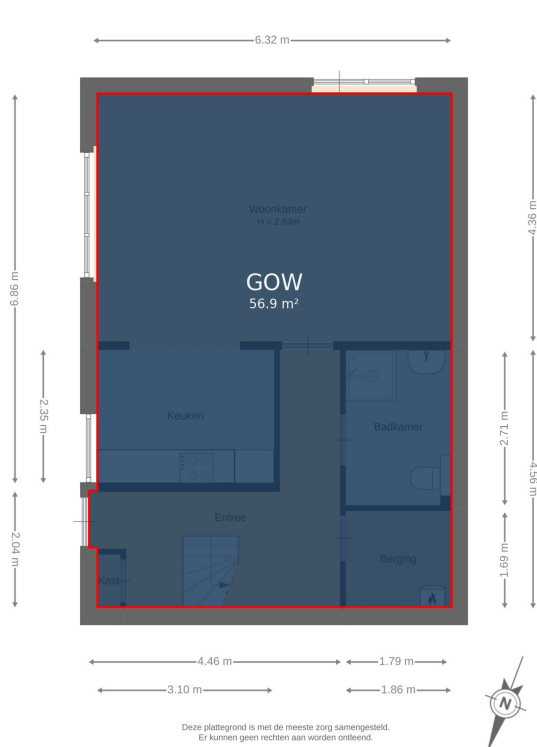 6.32 m
Woonkamer
H = 2.64m
GOW
56.9 m²
4.36 m
9.86 m
2.35 m
Keuken
Badkamer
2.71 m
4.56 m
Entree
2.04 m
Berging
1.69 m
Kast
4.46 m
1.79 m
3.10 m
1.86 m
N
Deze plattegrond is met de meeste zorg samengesteld.
Er kunnen geen rechten aan worden ontleend.